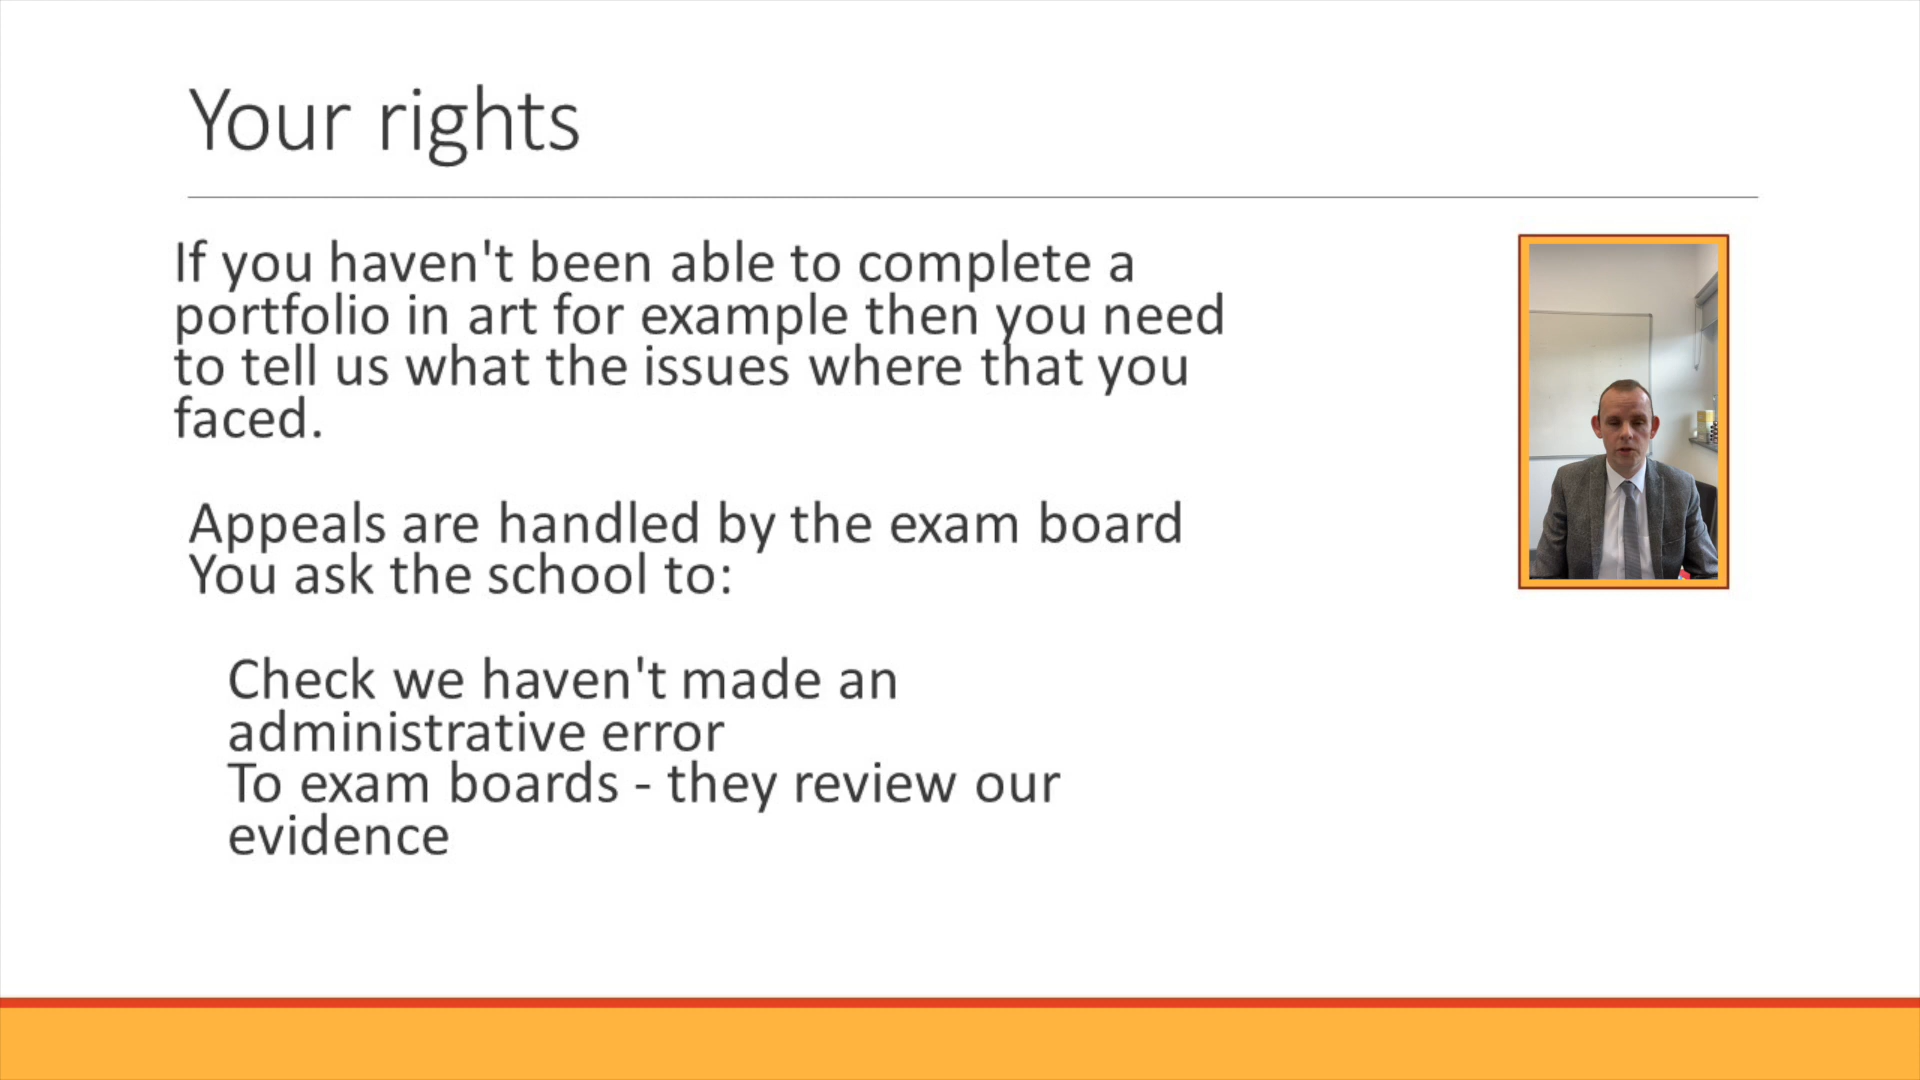 Your rights
If you haven't been able to complete a
portfolio in art for example then you need
to tell us what the issues where that you
faced.
Appeals are handled by the exam board
You ask the school to:
Check we haven't made an
administrative error
To exam boards - they review our
evidence